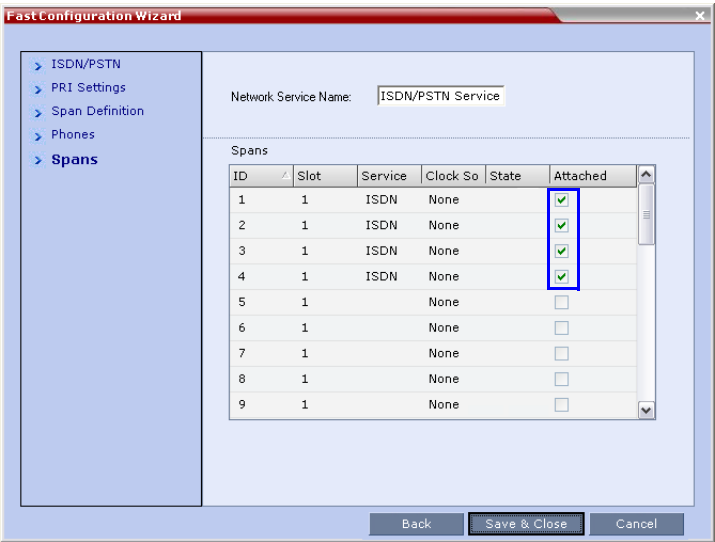 Fast Configuration Wizard
ISDN/PSTN
PRI Settings
Span Definition
Phones
Spans
Network Service Name: ISDN/PSTN Service
Spans
ID Slot Service Clock So State Attached
1 1 ISDN None
2 1 ISDN None
3 1 ISDN None
4 1 ISDN None
5 1 None
6 1 None
7 1 None
8 1 None
9 1 None
Back Save & Close Cancel